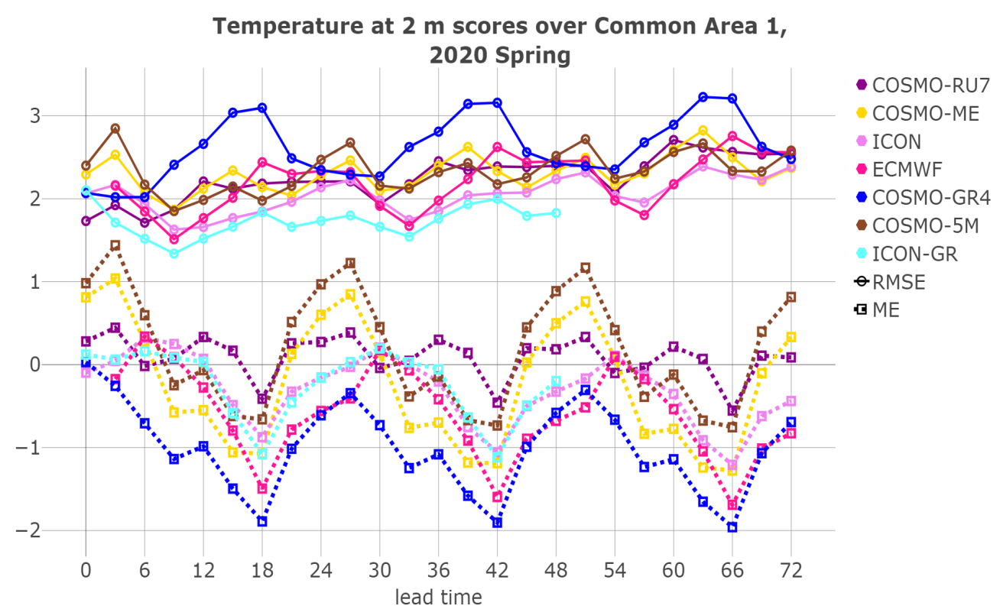 Temperature at 2 m scores over Common Area 1,
2020 Spring
COSMO-RU7
COSMO-ME
ICON
ECMWF
COSMO-GR4
COSMO-5M
ICON-GR
RMSE
ME
3
2
1
0
−1
−2
0 6 12 18 24 30 36 42 48 54 60 66 72
lead time